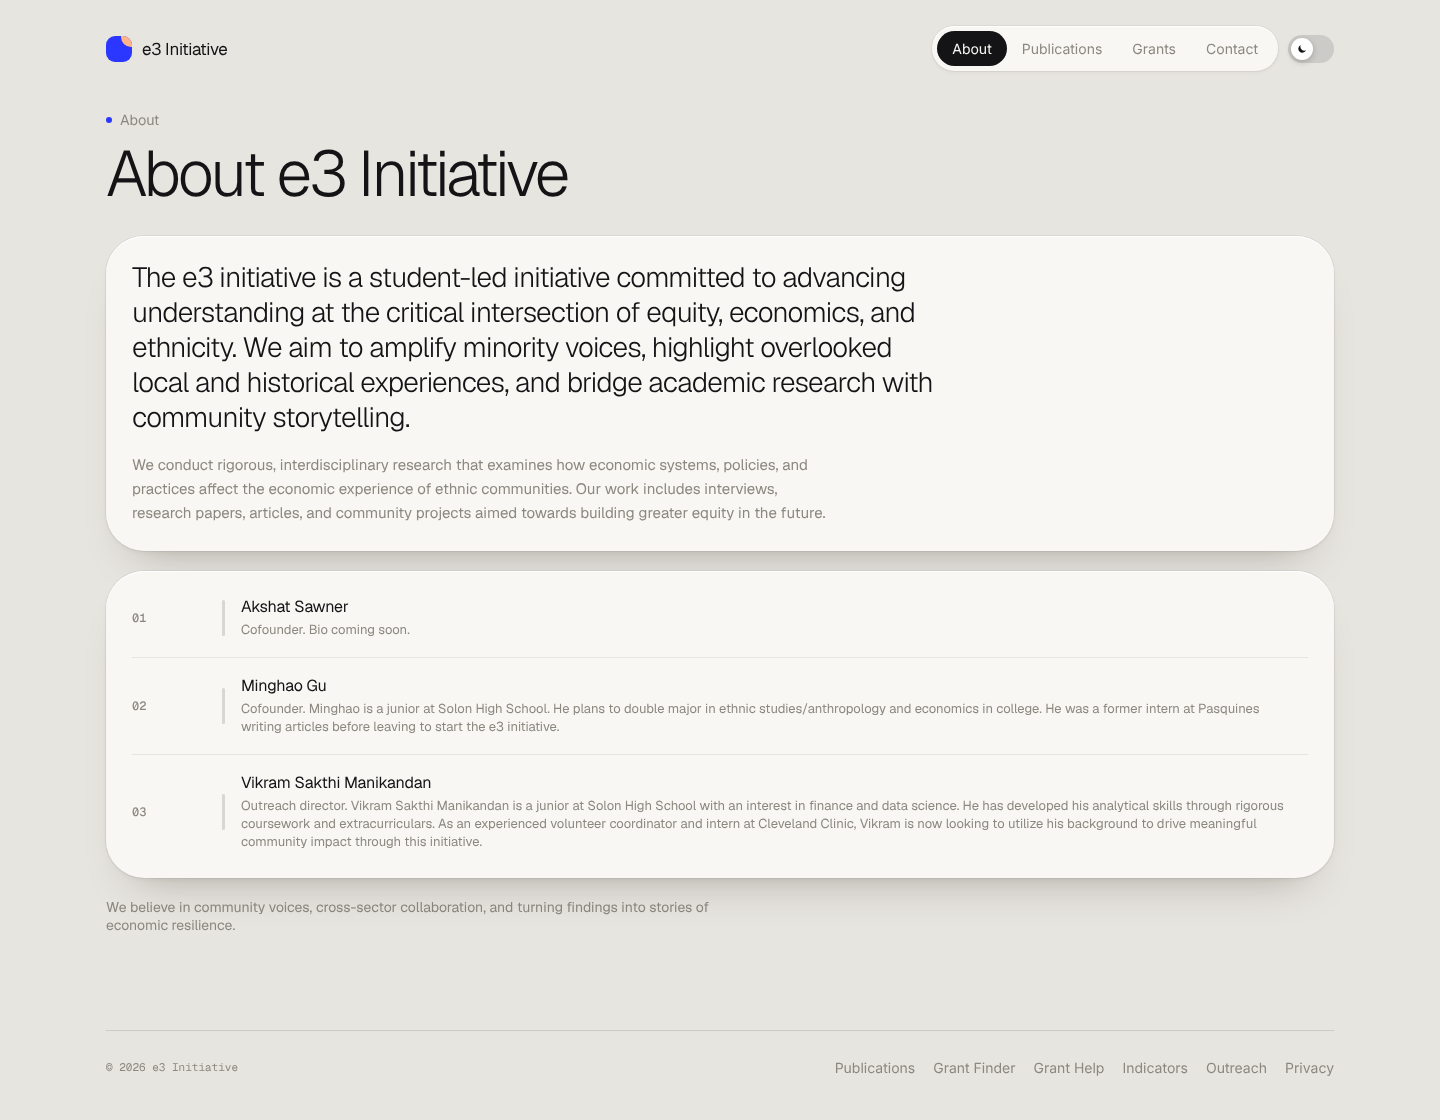 e3 Initiative
About Publications Grants Contact
About
About e3 Initiative
The e3 initiative is a student-led initiative committed to advancing
understanding at the critical intersection of equity, economics, and
ethnicity. We aim to amplify minority voices, highlight overlooked
local and historical experiences, and bridge academic research with
community storytelling.
We conduct rigorous, interdisciplinary research that examines how economic systems, policies, and
practices affect the economic experience of ethnic communities. Our work includes interviews,
research papers, articles, and community projects aimed towards building greater equity in the future.
01
Akshat Sawner
Cofounder. Bio coming soon.
02
Minghao Gu
Cofounder. Minghao is a junior at Solon High School. He plans to double major in ethnic studies/anthropology and economics in college. He was a former intern at Pasquines
writing articles before leaving to start the e3 initiative.
03
Vikram Sakthi Manikandan
Outreach director. Vikram Sakthi Manikandan is a junior at Solon High School with an interest in finance and data science. He has developed his analytical skills through rigorous
coursework and extracurriculars. As an experienced volunteer coordinator and intern at Cleveland Clinic, Vikram is now looking to utilize his background to drive meaningful
community impact through this initiative.
We believe in community voices, cross-sector collaboration, and turning findings into stories of
economic resilience.
© 2026 e3 Initiative
Publications Grant Finder Grant Help Indicators Outreach Privacy